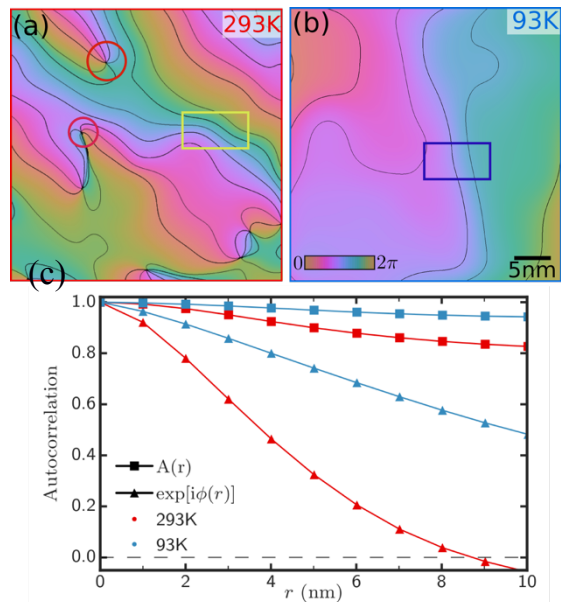 (a) 293K
(b) 93K
0 2π
5nm
(c)
Autocorrelation
1.0
0.8
0.6
0.4
0.2
0.0
A(r)
exp[iϕ(r)]
293K
93K
0 2 4 6 8 10
r (nm)